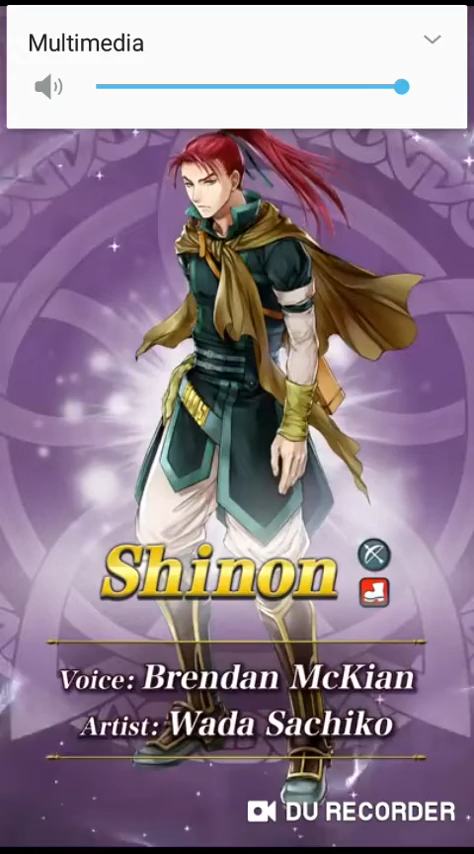 Multimedia
Shinon
Voice: Brendan McKian
Artist: Wada Sachiko
DU RECORDER